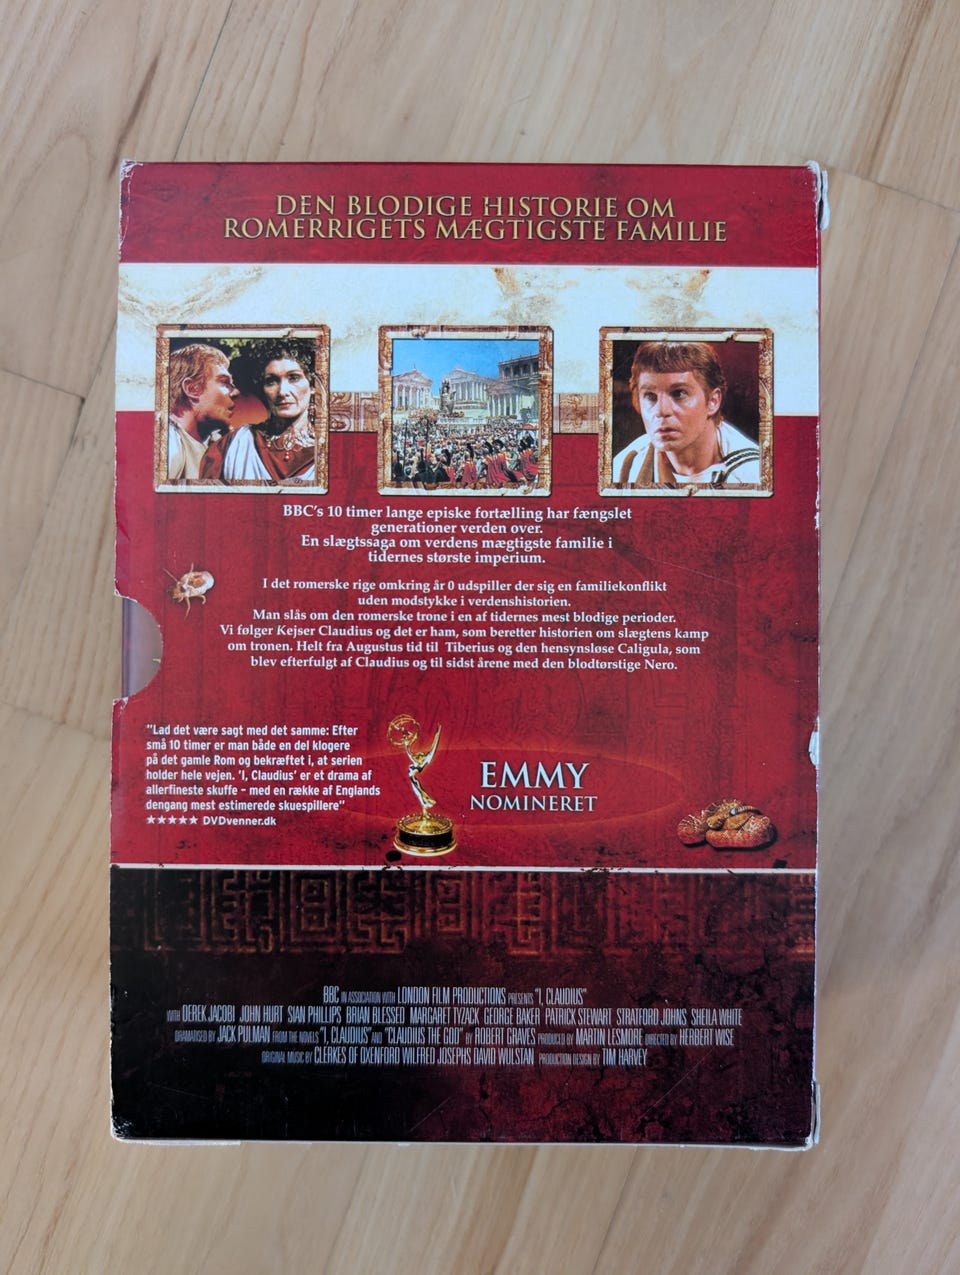 DEN BLODIGE HISTORIE OM
ROMERRIGETS MÆGTIGSTE FAMILIE
BBC's 10 timer lange episke fortælling har fængslet
generationer verden over.
En slægtssaga om verdens mægtigste familie i
tidernes største imperium.
I det romerske rige omkring år 0 udspiller der sig en familiekonflikt
uden modstykke i verdenshistorien.
Man slås om den romerske trone i en af tidernes mest blodige perioder.
Vi følger Kejser Claudius og det er ham, som beretter historien om slægtens kamp
om tronen. Helt fra Augustus tid til Tiberius og den hensynsløse Caligula, som
blev efterfulgt af Claudius og til sidst årene med den blodtørstige Nero.
"Lad det være sagt med det samme: Efter
små 10 timer er man både en del klogere
på det gamle Rom og bekræftet i, at serien
holder hele vejen. 'I, Claudius' er et drama af
allerfineste skuffe – med en række af Englands
dengang mest estimerede skuespillere"
★★★★★ DVDvenner.dk
EMMY
NOMINERET
BBC IN ASSOCIATION WITH LONDON FILM PRODUCTIONS PRESENTS "I, CLAUDIUS"
WITH DEREK JACOBI JOHN HURT SIAN PHILLIPS BRIAN BLESSED MARGARET TYZACK GEORGE BAKER PATRICK STEWART STRATFORD JOHNS SHEILA WHITE
DRAMATISED BY JACK PULMAN FROM THE NOVELS "I, CLAUDIUS" AND "CLAUDIUS THE GOD" BY ROBERT GRAVES PRODUCED BY MARTIN LESMORE DIRECTED BY HERBERT WISE
ORIGINAL MUSIC BY CLERKES OF OXENFORD WILFRED JOSEPHS DAVID WULSTAN PRODUCTION DESIGN BY TIM HARVEY